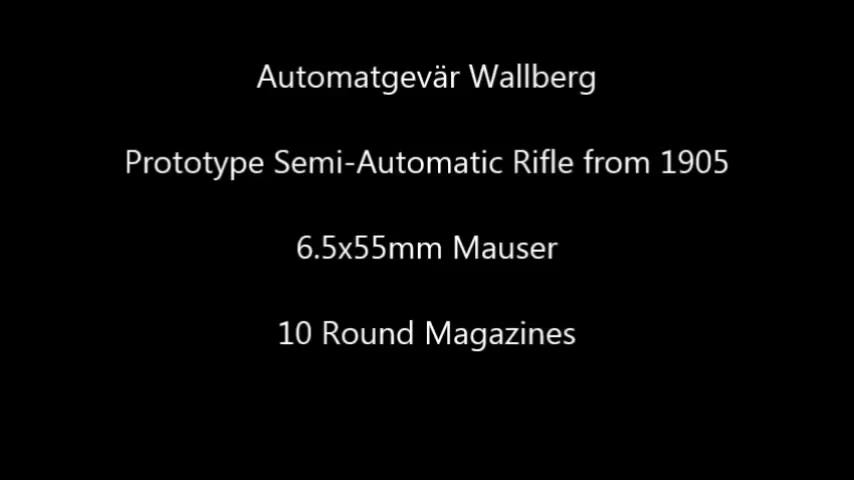 Automatgevär Wallberg
Prototype Semi-Automatic Rifle from 1905
6.5x55mm Mauser
10 Round Magazines